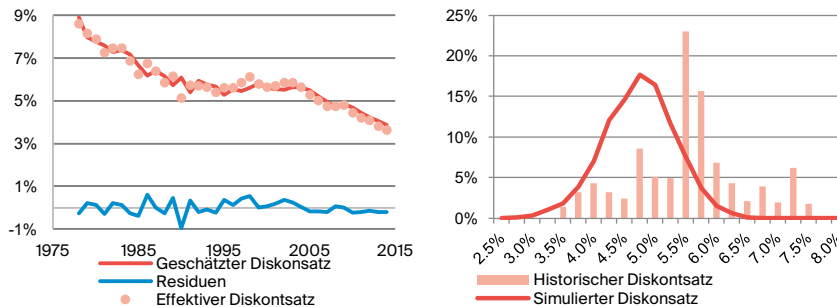 9%
7%
5%
3%
1%
-1%
1975 1985 1995 2005 2015
Geschätzter Diskonsatz
Residuen
Effektiver Diskontsatz
25%
20%
15%
10%
5%
0%
2.5% 3.0% 3.5% 4.0% 4.5% 5.0% 5.5% 6.0% 6.5% 7.0% 7.5% 8.0%
Historischer Diskontsatz
Simulierter Diskonsatz